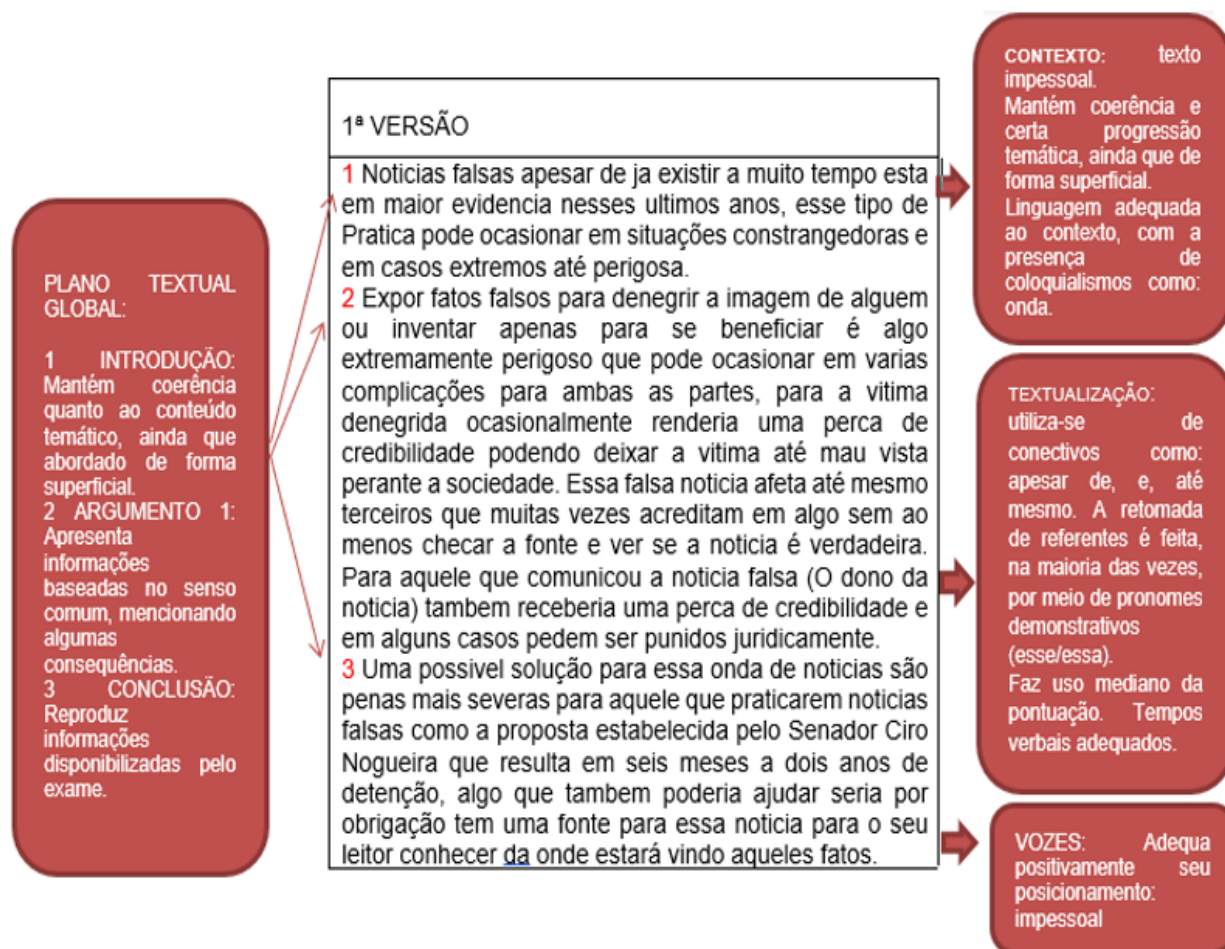 PLANO TEXTUAL
GLOBAL:
1 INTRODUÇÃO:
Mantém coerência
quanto ao conteúdo
temático, ainda que
abordado de forma
superficial.
2 ARGUMENTO 1:
Apresenta
informações
baseadas no senso
comum, mencionando
algumas
consequências.
3 CONCLUSÃO:
Reproduz
informações
disponibilizadas pelo
exame.
1ª VERSÃO
1 Noticias falsas apesar de ja existir a muito tempo esta
em maior evidencia nesses ultimos anos, esse tipo de
Pratica pode ocasionar em situações constrangedoras e
em casos extremos até perigosa.
2 Expor fatos falsos para denegrir a imagem de alguem
ou inventar apenas para se beneficiar é algo
extremamente perigoso que pode ocasionar em varias
complicações para ambas as partes, para a vitima
denegrida ocasionalmente renderia uma perca de
credibilidade podendo deixar a vitima até mau vista
perante a sociedade. Essa falsa noticia afeta até mesmo
terceiros que muitas vezes acreditam em algo sem ao
menos checar a fonte e ver se a noticia é verdadeira.
Para aquele que comunicou a noticia falsa (O dono da
noticia) tambem receberia uma perca de credibilidade e
em alguns casos pedem ser punidos juridicamente.
3 Uma possivel solução para essa onda de noticias são
penas mais severas para aquele que praticarem noticias
falsas como a proposta estabelecida pelo Senador Ciro
Nogueira que resulta em seis meses a dois anos de
detenção, algo que tambem poderia ajudar seria por
obrigação tem uma fonte para essa noticia para o seu
leitor conhecer da onde estará vindo aqueles fatos.
CONTEXTO: texto
impessoal.
Mantém coerência e
certa progressão
temática, ainda que de
forma superficial.
Linguagem adequada
ao contexto, com a
presença de
coloquialismos como:
onda.
TEXTUALIZAÇÃO:
utiliza-se de
conectivos como:
apesar de, e, até
mesmo. A retomada
de referentes é feita,
na maioria das vezes,
por meio de pronomes
demonstrativos
(esse/essa).
Faz uso mediano da
pontuação. Tempos
verbais adequados.
VOZES: Adequa
positivamente seu
posicionamento:
impessoal